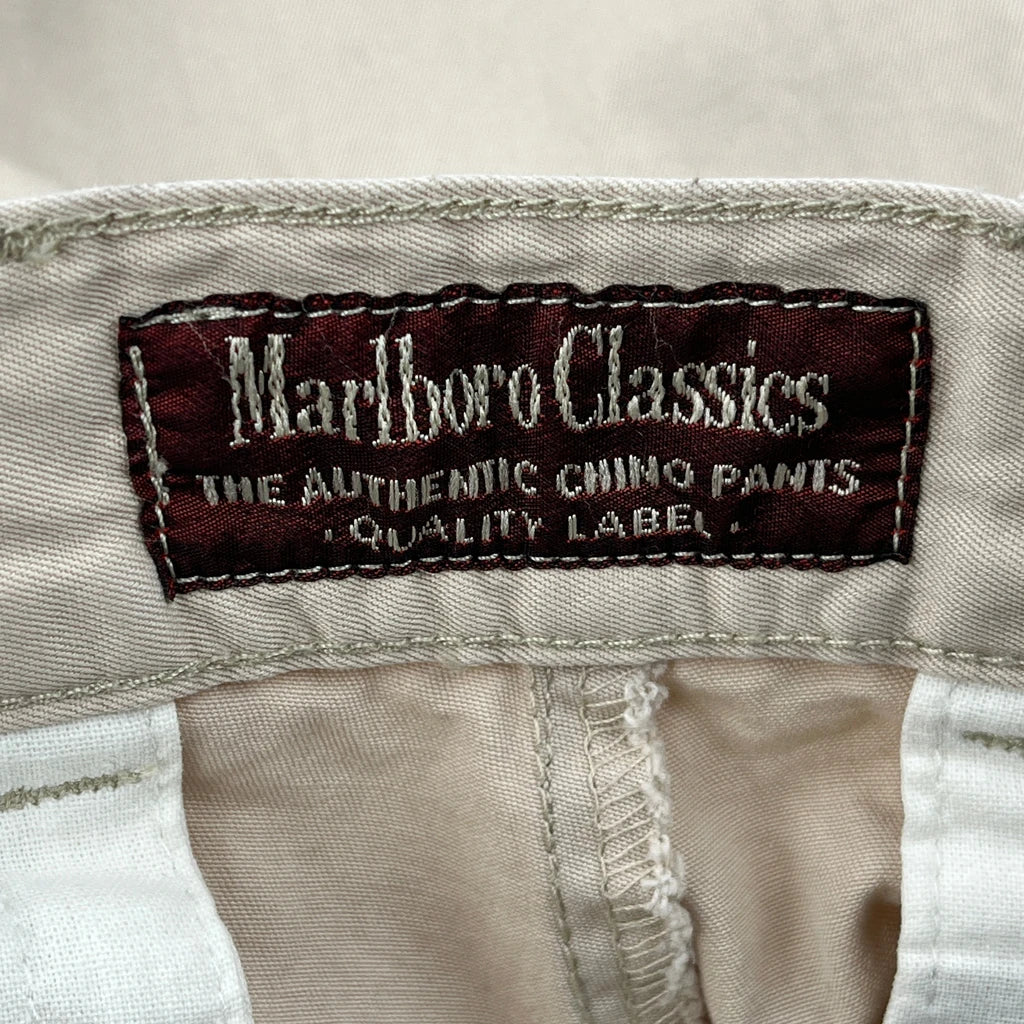 Marlboro Classics
THE AUTHENTIC CHINO PANTS
· QUALITY LABEL ·